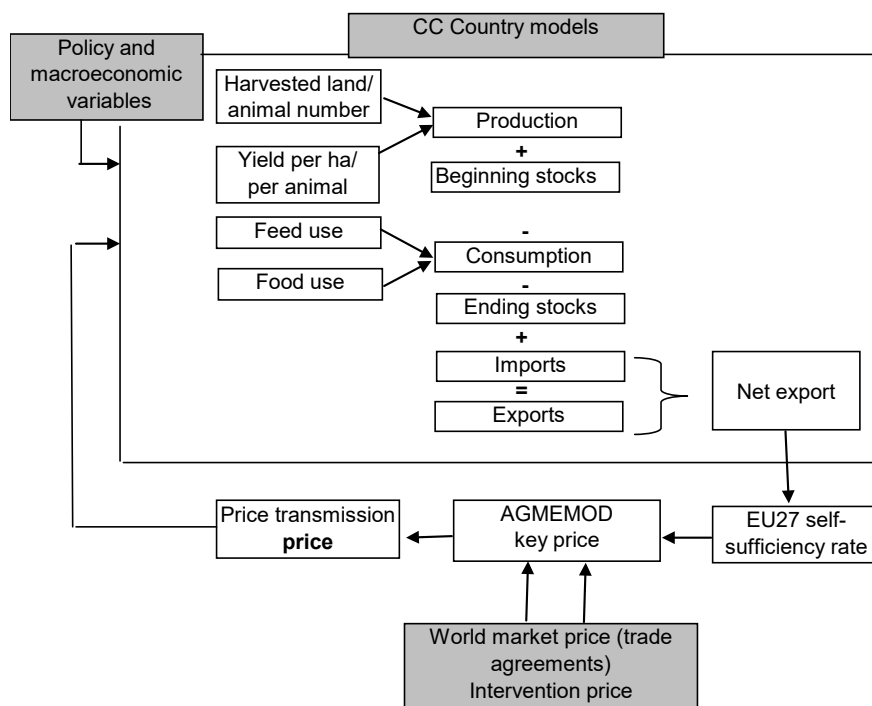 CC Country models
Policy and
macroeconomic
variables
Harvested land/
animal number
Production
+
Yield per ha/
per animal
Beginning stocks
Feed use
-
Consumption
Food use
-
Ending stocks
+
Imports
=
Exports
Net export
Price transmission
price
AGMEMOD
key price
EU27 self-
sufficiency rate
World market price (trade
agreements)
Intervention price